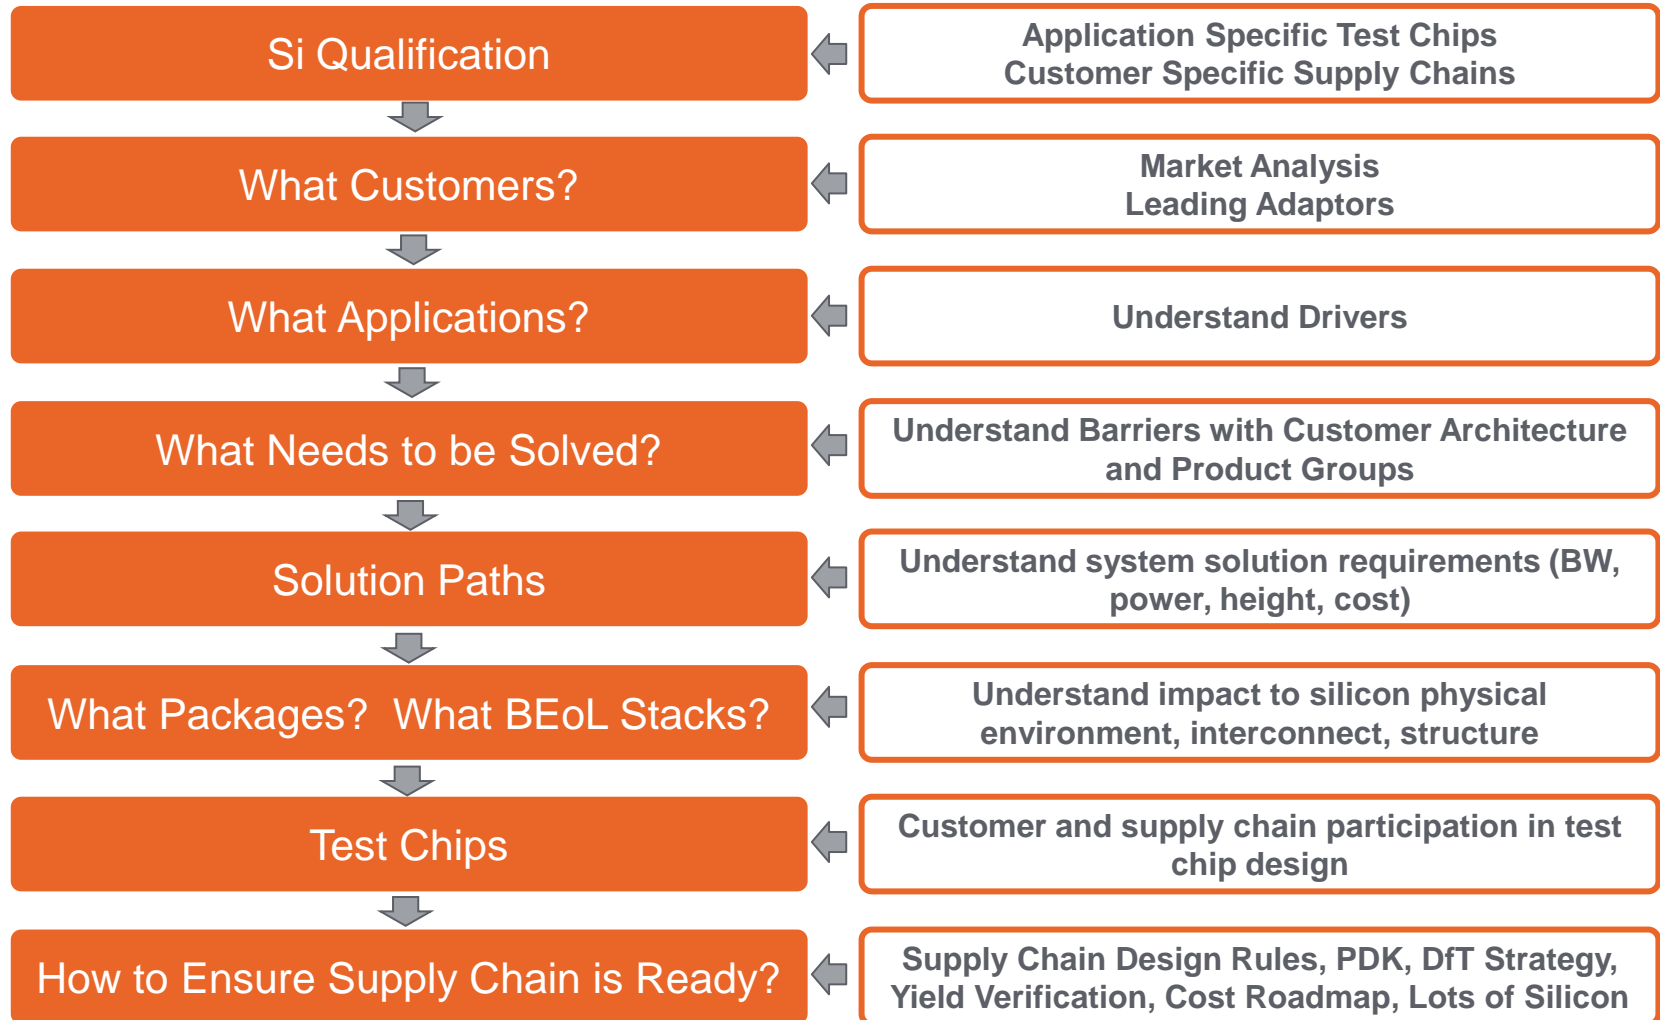 Si Qualification
Application Specific Test Chips
Customer Specific Supply Chains
What Customers?
Market Analysis
Leading Adaptors
What Applications?
Understand Drivers
What Needs to be Solved?
Understand Barriers with Customer Architecture
and Product Groups
Solution Paths
Understand system solution requirements (BW,
power, height, cost)
What Packages? What BEoL Stacks?
Understand impact to silicon physical
environment, interconnect, structure
Test Chips
Customer and supply chain participation in test
chip design
How to Ensure Supply Chain is Ready?
Supply Chain Design Rules, PDK, DfT Strategy,
Yield Verification, Cost Roadmap, Lots of Silicon